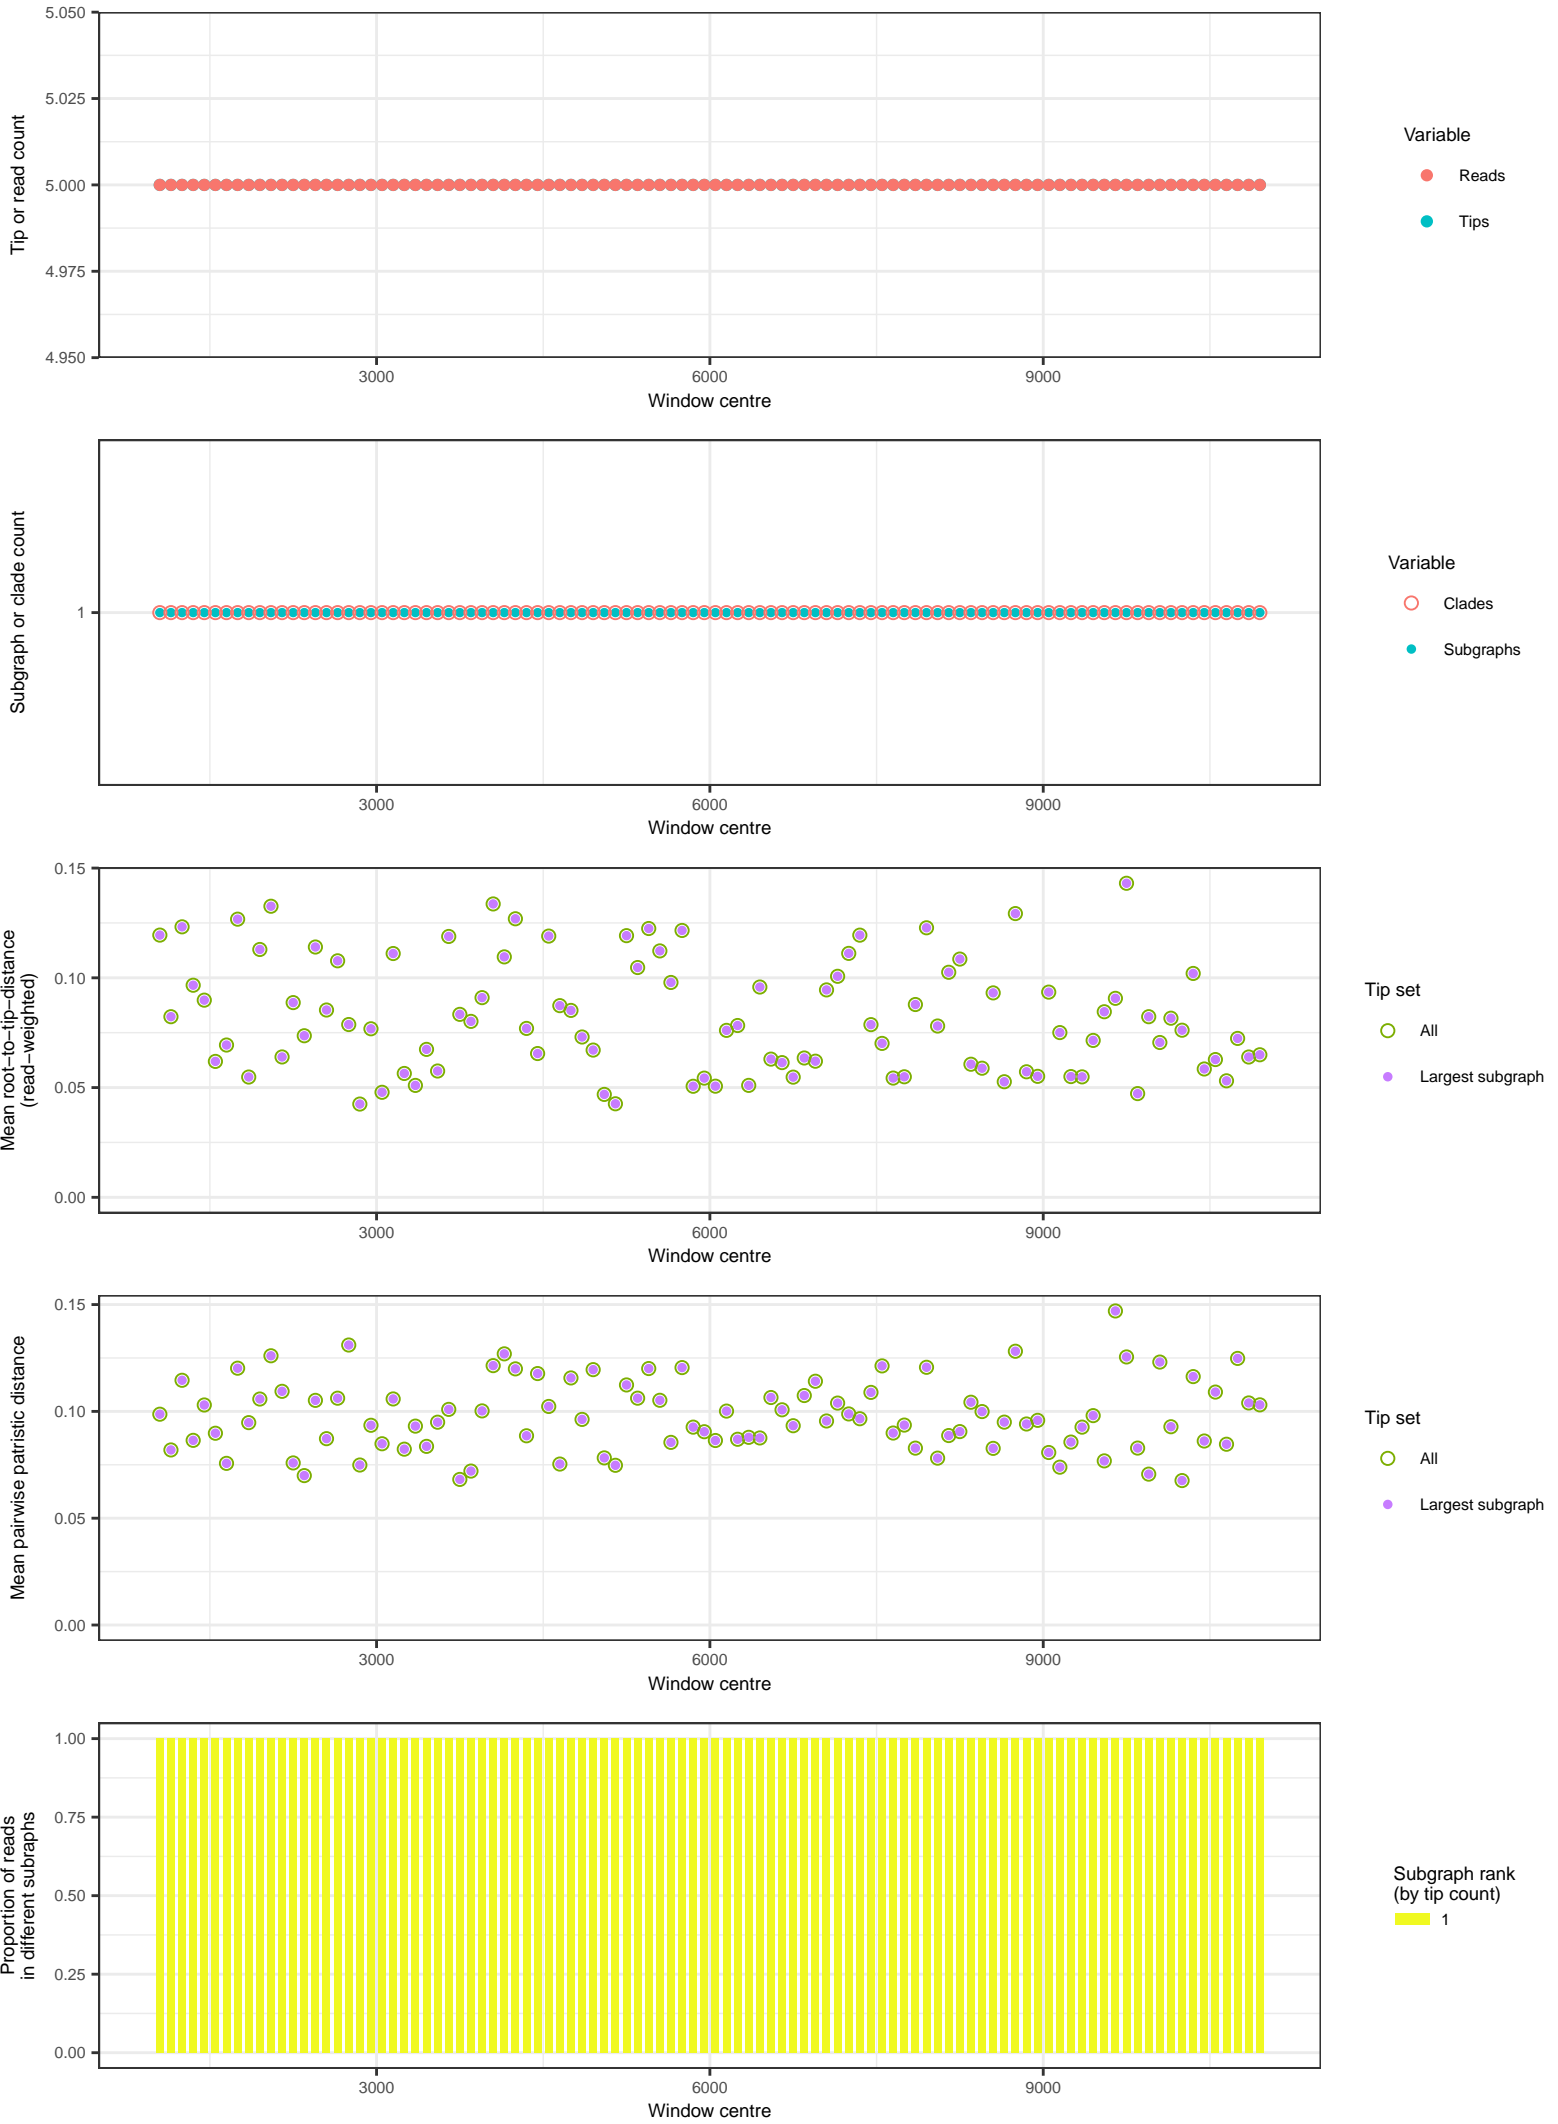 5.050
5.025
5.000
4.975
4.950
Tip or read count
3000
6000
9000
Window centre
Variable
Reads
Tips
1
Subgraph or clade count
3000
6000
9000
Window centre
Variable
Clades
Subgraphs
0.15
0.10
0.05
0.00
Mean root−to−tip−distance
(read−weighted)
3000
6000
9000
Window centre
Tip set
All
Largest subgraph
0.15
0.10
0.05
0.00
Mean pairwise patristic distance
3000
6000
9000
Window centre
Tip set
All
Largest subgraph
1.00
0.75
0.50
0.25
0.00
Proportion of reads
in different subraphs
3000
6000
9000
Window centre
Subgraph rank
(by tip count)
1